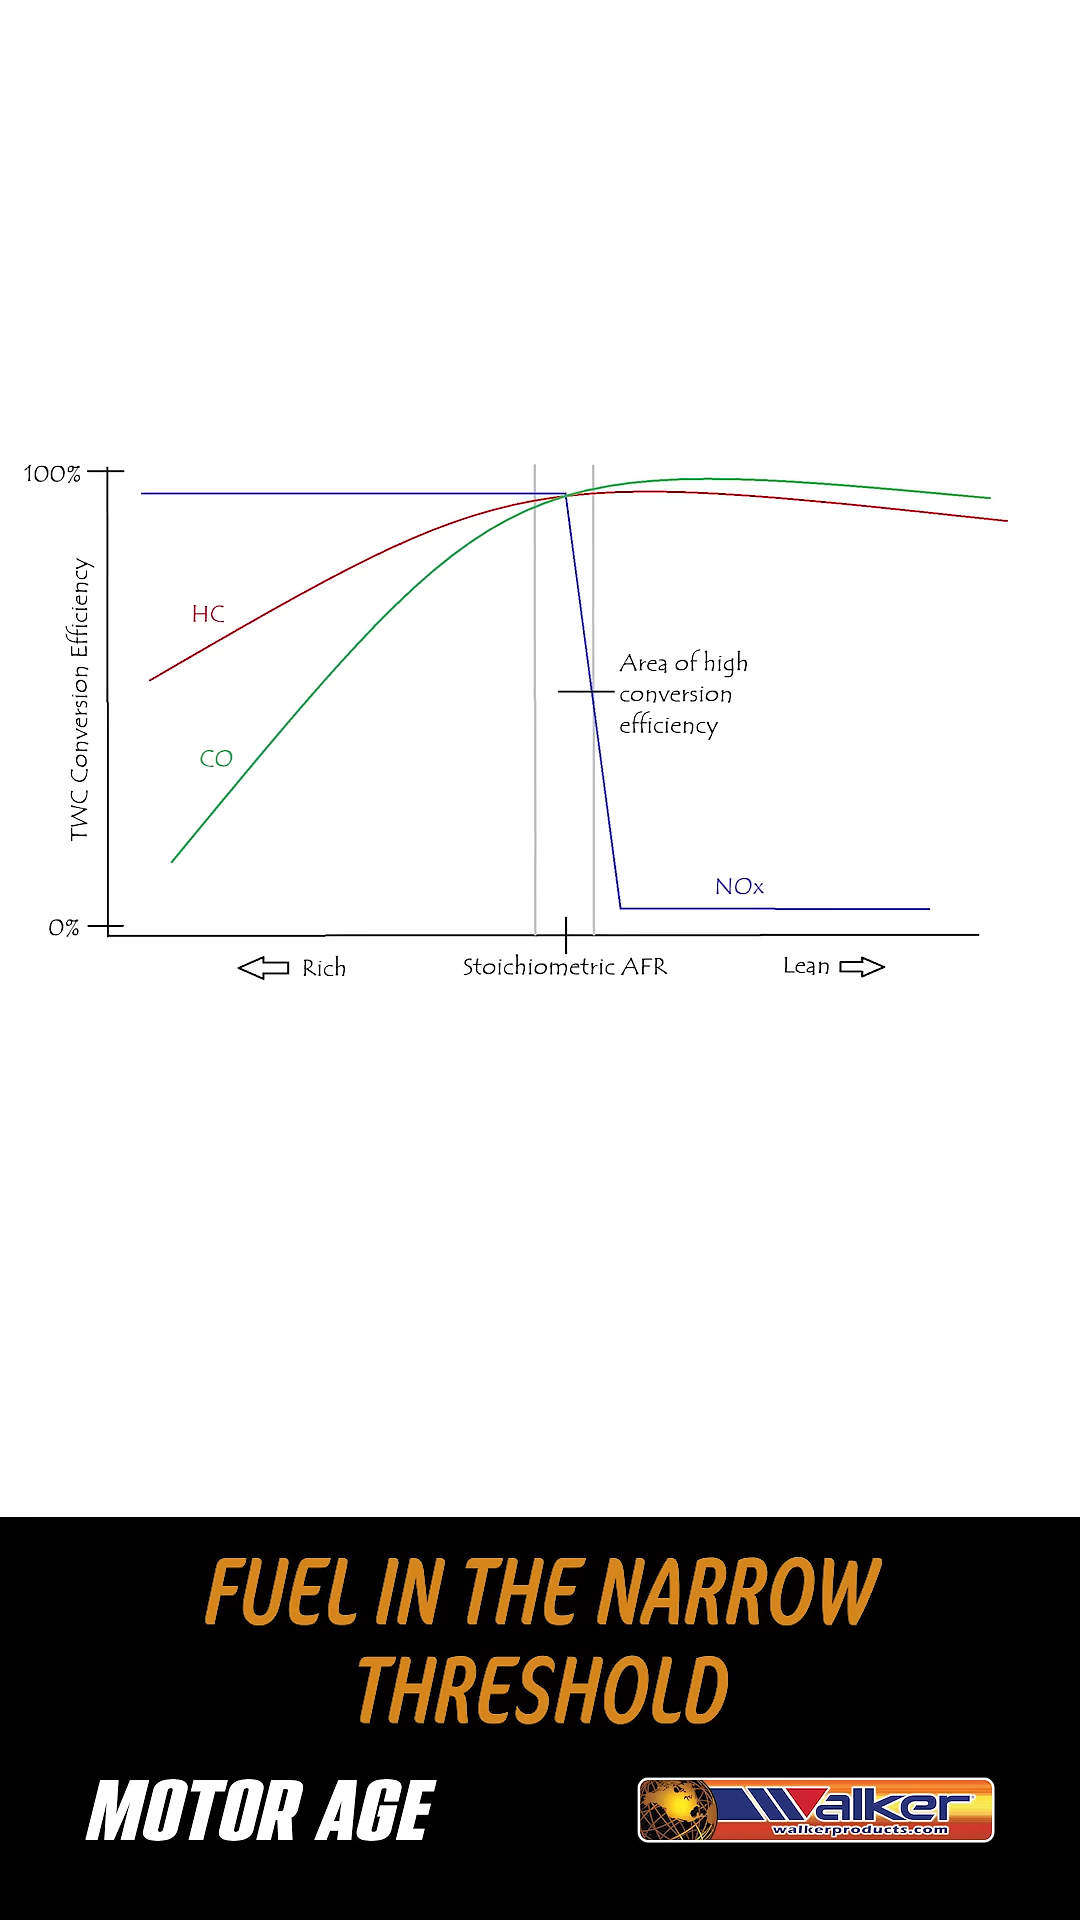 100%
TWC Conversion Efficiency
HC
CO
Area of high
conversion
efficiency
NOx
0%
Rich
Stoichiometric AFR
Lean
FUEL IN THE NARROW
THRESHOLD
MOTOR AGE
Walker
walkerproducts.com